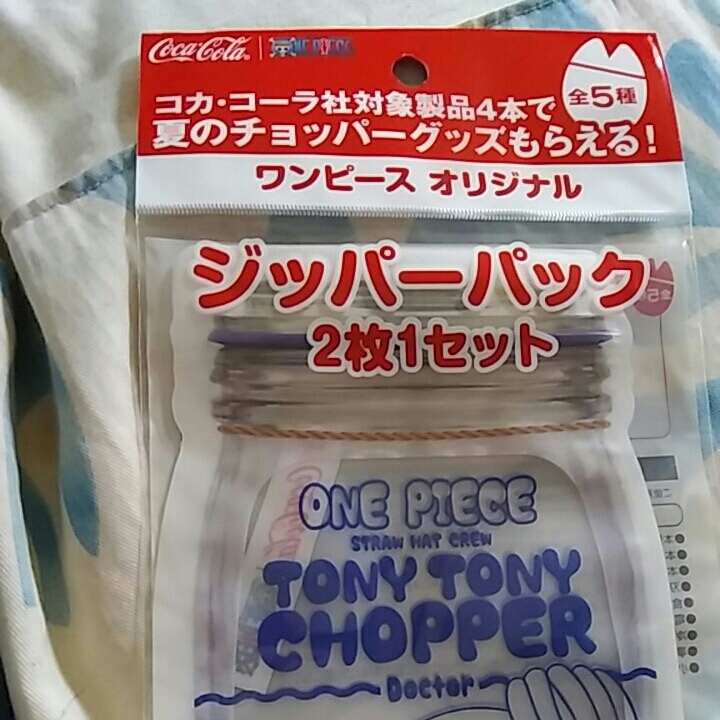 Coca-Cola ONE PIECE
コカ・コーラ社対象製品4本で
夏のチョッパーグッズもらえる!
全5種
ワンピース オリジナル
ジッパーパック
2枚1セット
ONE PIECE
STRAW HAT CREW
TONY TONY
CHOPPER
Doctor